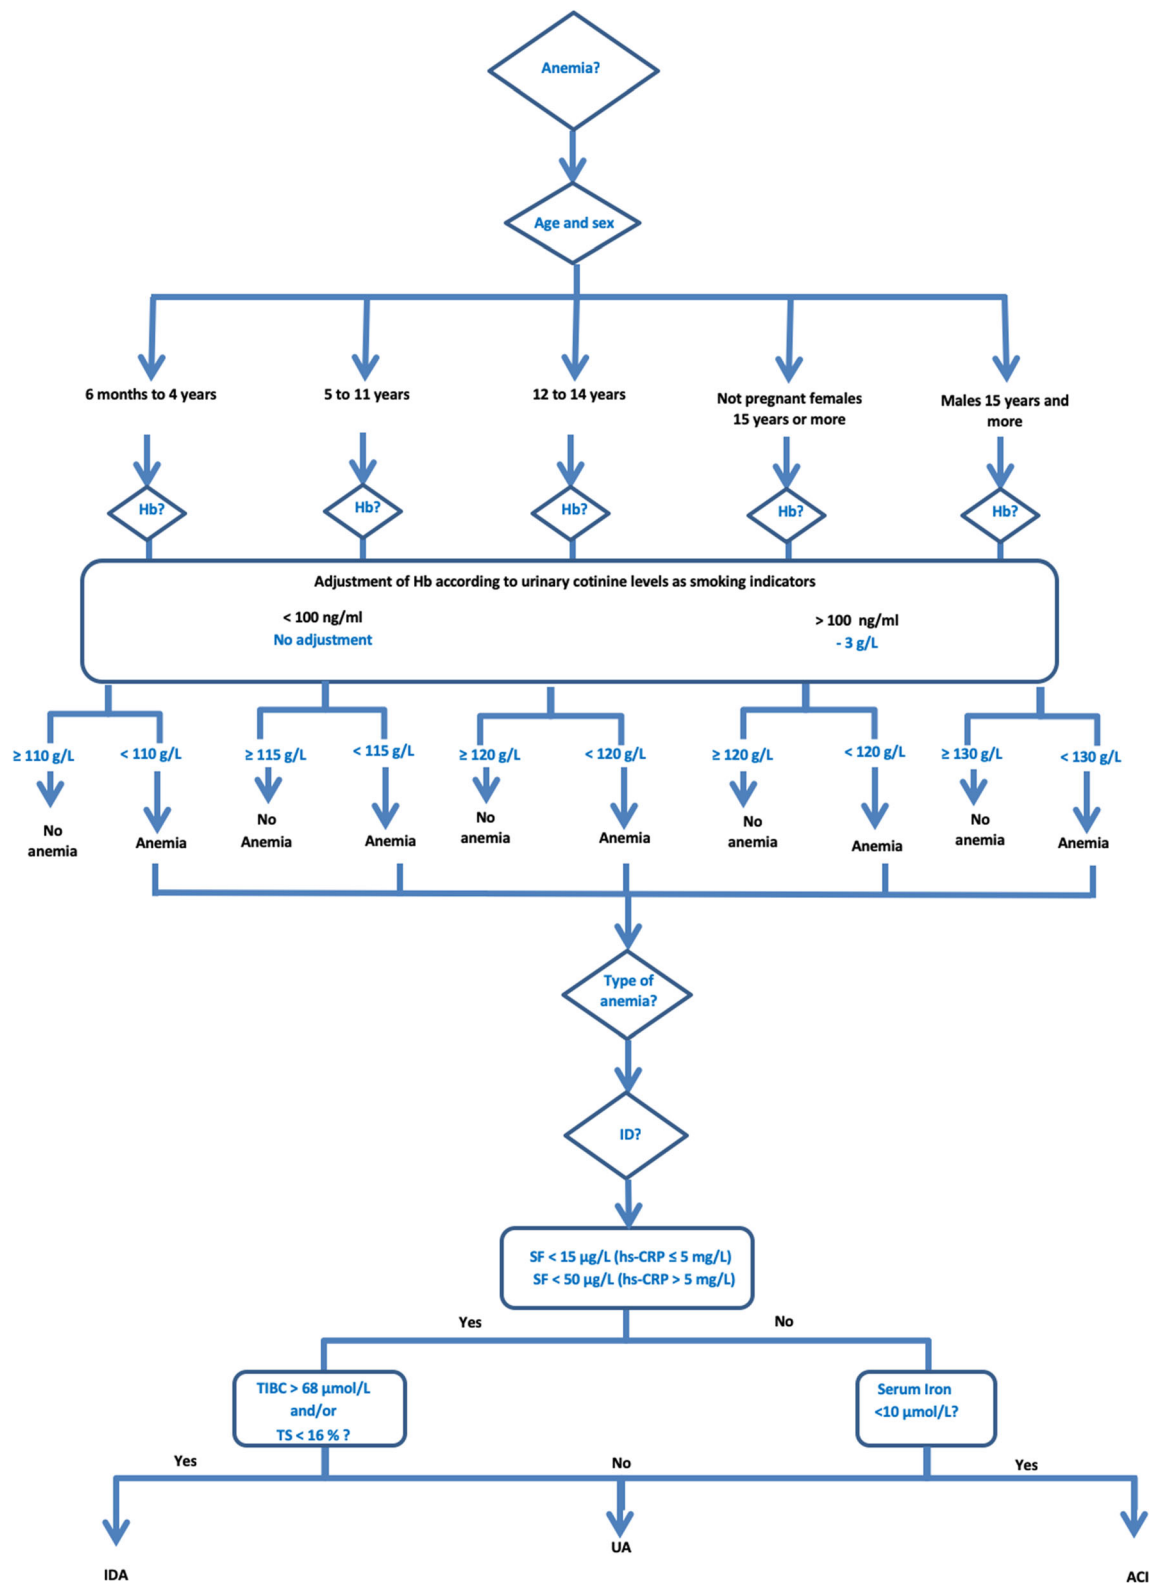 Anemia?
Age and sex
6 months to 4 years
5 to 11 years
12 to 14 years
Not pregnant females
15 years or more
Males 15 years and
more
Hb?
Hb?
Hb?
Hb?
Hb?
Adjustment of Hb according to urinary cotinine levels as smoking indicators
< 100 ng/ml
No adjustment
> 100 ng/ml
- 3 g/L
≥ 110 g/L
< 110 g/L
≥ 115 g/L
< 115 g/L
≥ 120 g/L
< 120 g/L
≥ 120 g/L
< 120 g/L
≥ 130 g/L
< 130 g/L
No
anemia
Anemia
No
Anemia
Anemia
No
anemia
Anemia
No
anemia
Anemia
No
anemia
Anemia
Type of
anemia?
ID?
SF < 15 µg/L (hs-CRP ≤ 5 mg/L)
SF < 50 µg/L (hs-CRP > 5 mg/L)
Yes
No
TIBC > 68 µmol/L
and/or
TS < 16 % ?
Serum Iron
<10 µmol/L?
Yes
No
Yes
IDA
UA
ACI